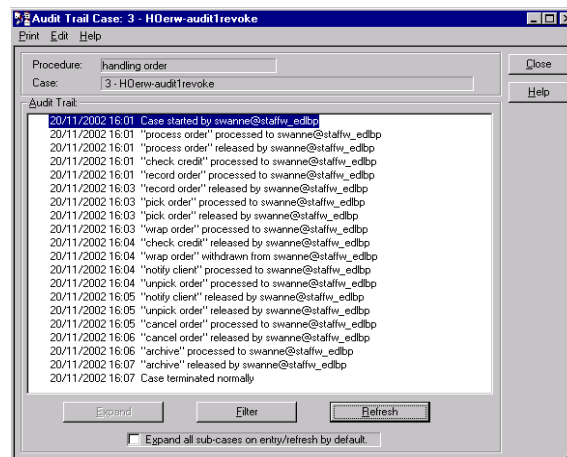 Audit Trail Case: 3 - HOerw-audit1revoke
Print Edit Help
Procedure: handling order
Close
Case: 3 - HOerw-audit1revoke
Help
Audit Trail:
20/11/2002 16:01 Case started by swanne@staffw_edlbp
20/11/2002 16:01 "process order" processed to swanne@staffw_edlbp
20/11/2002 16:01 "process order" released by swanne@staffw_edlbp
20/11/2002 16:01 "check credit" processed to swanne@staffw_edlbp
20/11/2002 16:01 "record order" processed to swanne@staffw_edlbp
20/11/2002 16:03 "record order" released by swanne@staffw_edlbp
20/11/2002 16:03 "pick order" processed to swanne@staffw_edlbp
20/11/2002 16:03 "pick order" released by swanne@staffw_edlbp
20/11/2002 16:03 "wrap order" processed to swanne@staffw_edlbp
20/11/2002 16:04 "check credit" released by swanne@staffw_edlbp
20/11/2002 16:04 "wrap order" withdrawn from swanne@staffw_edlbp
20/11/2002 16:04 "notify client" processed to swanne@staffw_edlbp
20/11/2002 16:04 "unpick order" processed to swanne@staffw_edlbp
20/11/2002 16:05 "notify client" released by swanne@staffw_edlbp
20/11/2002 16:05 "unpick order" released by swanne@staffw_edlbp
20/11/2002 16:05 "cancel order" processed to swanne@staffw_edlbp
20/11/2002 16:06 "cancel order" released by swanne@staffw_edlbp
20/11/2002 16:06 "archive" processed to swanne@staffw_edlbp
20/11/2002 16:07 "archive" released by swanne@staffw_edlbp
20/11/2002 16:07 Case terminated normally
Expand Filter Refresh
Expand all sub-cases on entry/refresh by default.